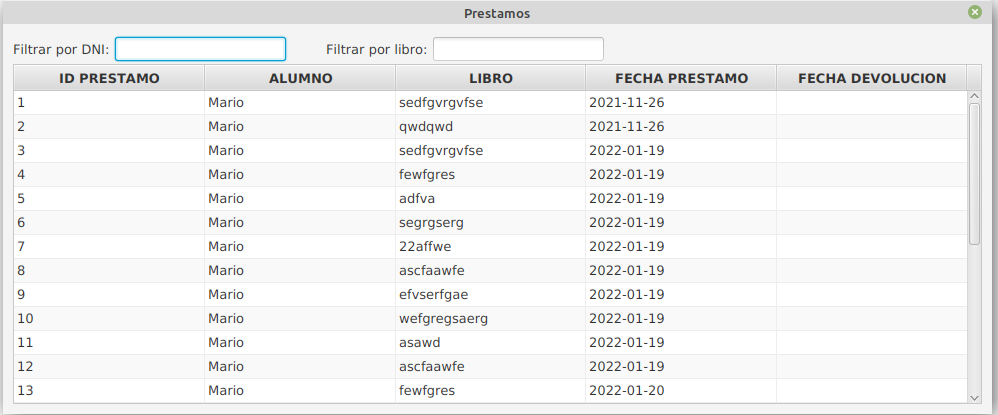 Prestamos
Filtrar por DNI: Filtrar por libro:
ID PRESTAMO ALUMNO LIBRO FECHA PRESTAMO FECHA DEVOLUCION
1 Mario sedfgvrgvfse 2021-11-26
2 Mario qwdqwd 2021-11-26
3 Mario sedfgvrgvfse 2022-01-19
4 Mario fewfgres 2022-01-19
5 Mario adfva 2022-01-19
6 Mario segrgserg 2022-01-19
7 Mario 22affwe 2022-01-19
8 Mario ascfaawfe 2022-01-19
9 Mario efvserfgae 2022-01-19
10 Mario wefgregsaerg 2022-01-19
11 Mario asawd 2022-01-19
12 Mario ascfaawfe 2022-01-19
13 Mario fewfgres 2022-01-20